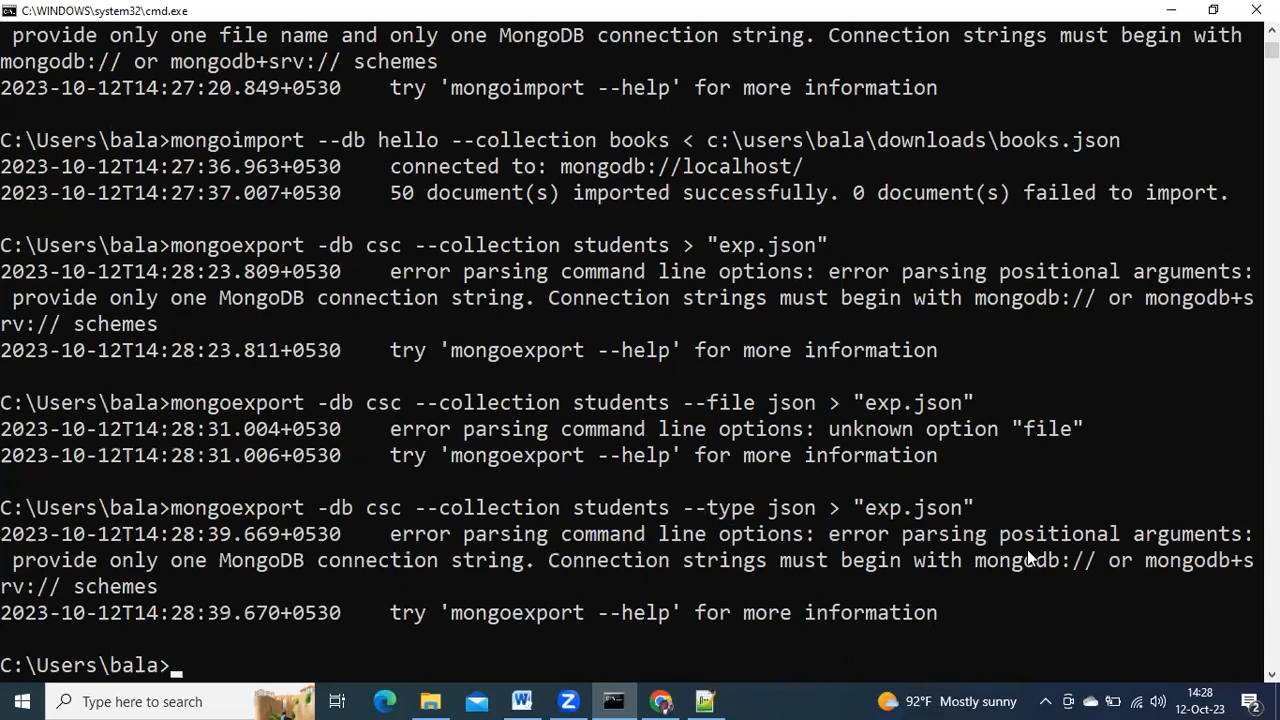 C:\WINDOWS\system32\cmd.exe
provide only one file name and only one MongoDB connection string. Connection strings must begin with
mongodb:// or mongodb+srv:// schemes
2023-10-12T14:27:20.849+0530    try 'mongoimport --help' for more information
C:\Users\bala>mongoimport --db hello --collection books < c:\users\bala\downloads\books.json
2023-10-12T14:27:36.963+0530    connected to: mongodb://localhost/
2023-10-12T14:27:37.007+0530    50 document(s) imported successfully. 0 document(s) failed to import.
C:\Users\bala>mongoexport -db csc --collection students > "exp.json"
2023-10-12T14:28:23.809+0530    error parsing command line options: error parsing positional arguments:
provide only one MongoDB connection string. Connection strings must begin with mongodb:// or mongodb+s
rv:// schemes
2023-10-12T14:28:23.811+0530    try 'mongoexport --help' for more information
C:\Users\bala>mongoexport -db csc --collection students --file json > "exp.json"
2023-10-12T14:28:31.004+0530    error parsing command line options: unknown option "file"
2023-10-12T14:28:31.006+0530    try 'mongoexport --help' for more information
C:\Users\bala>mongoexport -db csc --collection students --type json > "exp.json"
2023-10-12T14:28:39.669+0530    error parsing command line options: error parsing positional arguments:
provide only one MongoDB connection string. Connection strings must begin with mongodb:// or mongodb+s
rv:// schemes
2023-10-12T14:28:39.670+0530    try 'mongoexport --help' for more information
C:\Users\bala>
Type here to search
92°F Mostly sunny
14:28
12-Oct-23
2